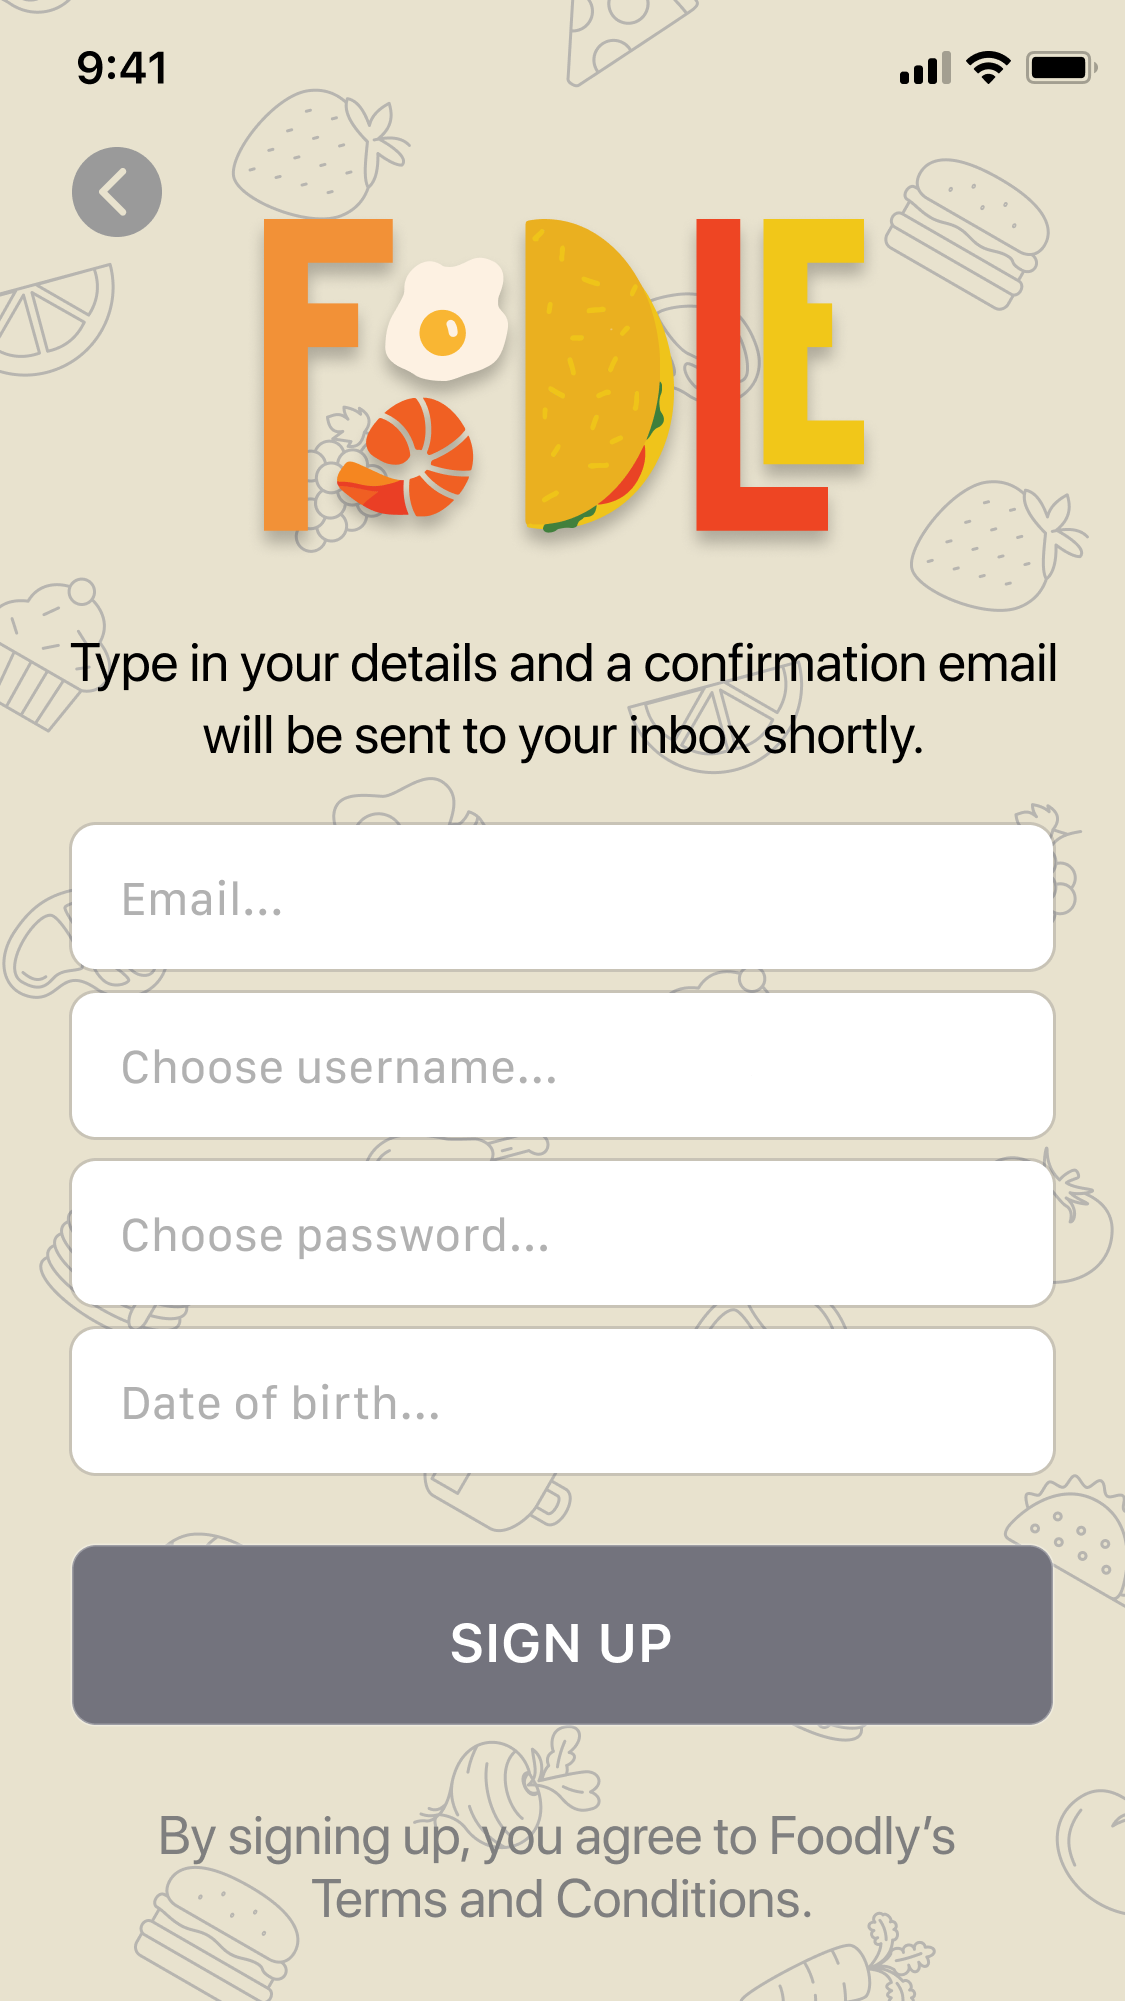 9:41
FOODLE
Type in your details and a confirmation email
will be sent to your inbox shortly.
Email...
Choose username...
Choose password...
Date of birth...
SIGN UP
By signing up, you agree to Foodly’s
Terms and Conditions.